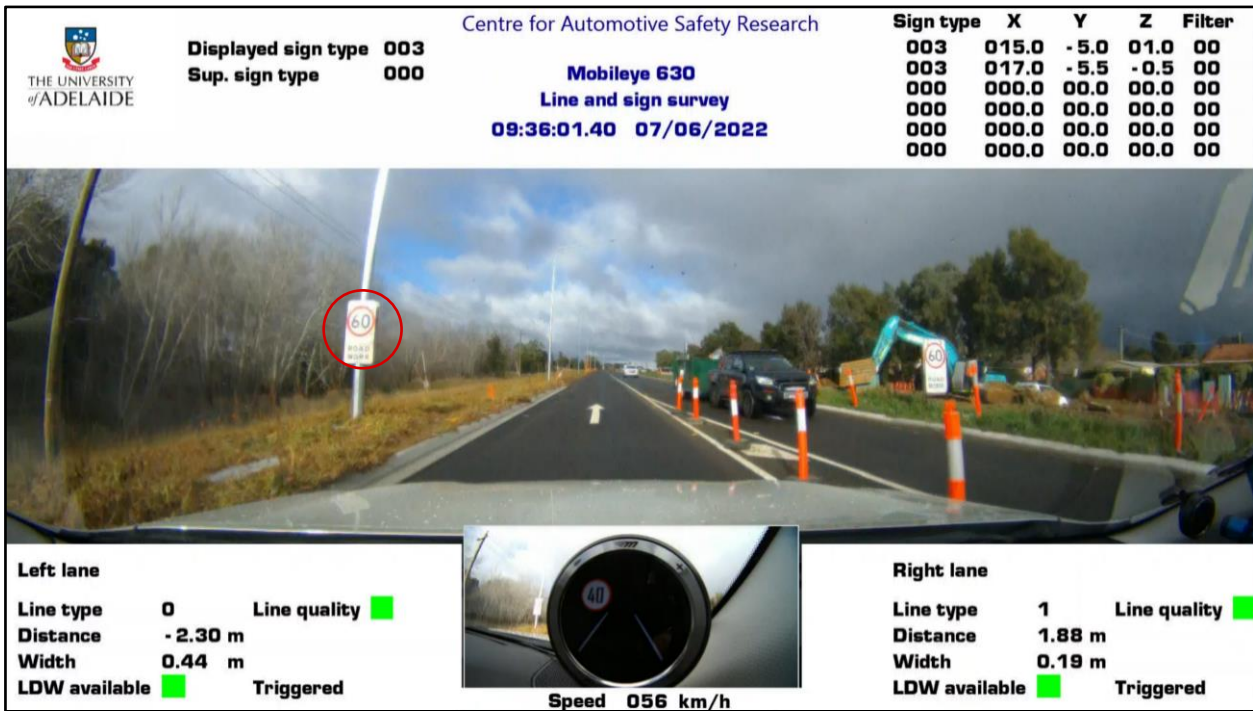 THE UNIVERSITY
of ADELAIDE
Displayed sign type 003
Sup. sign type 000
Centre for Automotive Safety Research
Mobileye 630
Line and sign survey
09:36:01.40 07/06/2022
Sign type X Y Z Filter
003 015.0 -5.0 01.0 00
003 017.0 -5.5 -0.5 00
000 000.0 00.0 00.0 00
000 000.0 00.0 00.0 00
000 000.0 00.0 00.0 00
000 000.0 00.0 00.0 00
60
ROAD
WORK
60
ROAD
WORK
Left lane
Line type 0 Line quality
Distance -2.30 m
Width 0.44 m
LDW available Triggered
40
Speed 056 km/h
Right lane
Line type 1 Line quality
Distance 1.88 m
Width 0.19 m
LDW available Triggered